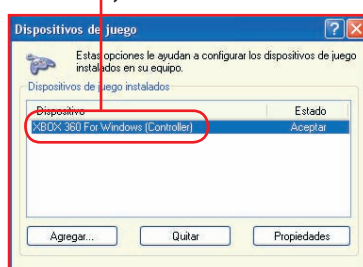 Dispositivos de juego
Estas opciones le ayudan a configurar los dispositivos de juego
instalados en su equipo.
Dispositivos de juego instalados
Dispositivo Estado
XBOX 360 For Windows (Controller) Aceptar
Agregar... Quitar Propiedades